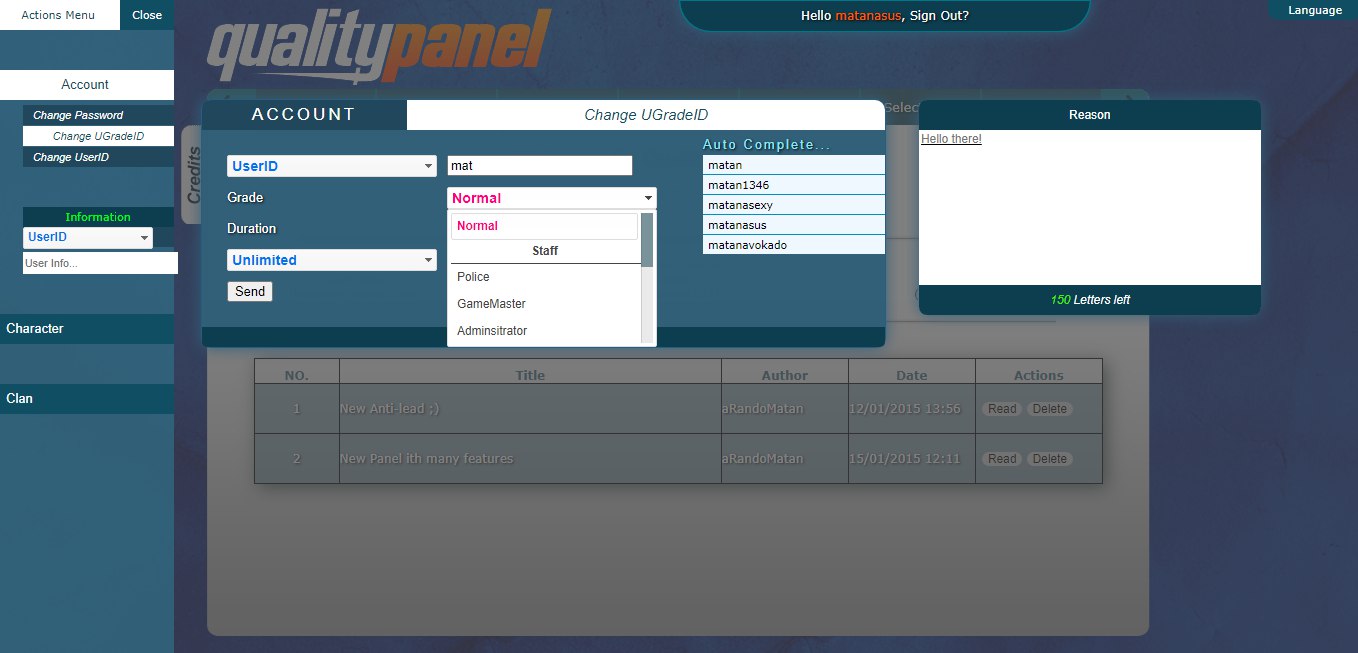 Actions Menu
Close
Account
Change Password
Change UGradeID
Change UserID
Information
UserID
User Info...
Character
Clan
qualitypanel
Hello matanasus, Sign Out?
Language
Credits
Selec
ACCOUNT
Change UGradeID
UserID
mat
Grade
Normal
Duration
Unlimited
Send
Normal
Staff
Police
GameMaster
Adminsitrator
Auto Complete...
matan
matan1346
matanasexy
matanasus
matanavokado
Reason
Hello there!
150 Letters left
NO. Title Author Date Actions
1 New Anti-lead ;) aRandoMatan 12/01/2015 13:56 Read Delete
2 New Panel ith many features aRandoMatan 15/01/2015 12:11 Read Delete